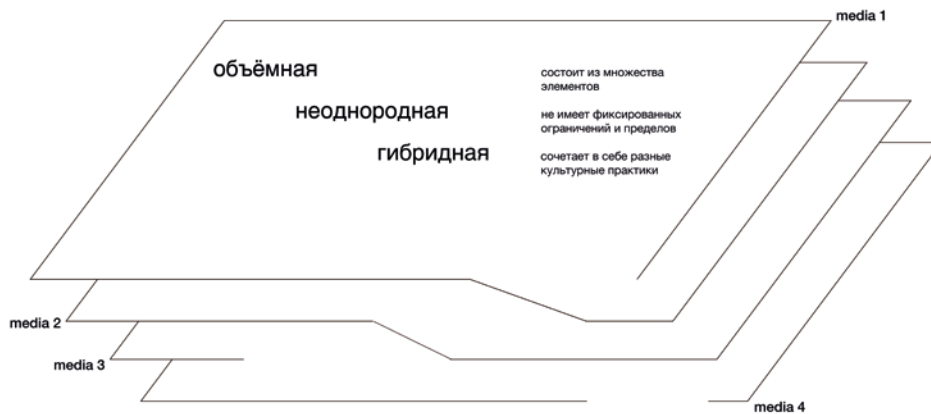 media 1
объёмная
состоит из множества
элементов
неоднородная
не имеет фиксированных
ограничений и пределов
гибридная
сочетает в себе разные
культурные практики
media 2
media 3
media 4